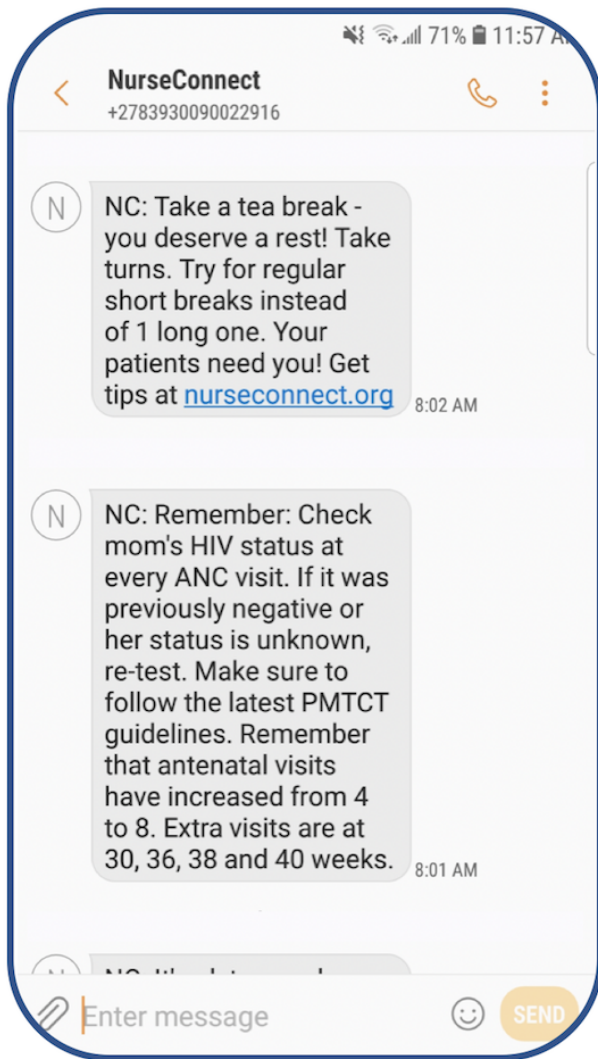 71% 11:57 A
NurseConnect
+2783930090022916
N
NC: Take a tea break -
you deserve a rest! Take
turns. Try for regular
short breaks instead
of 1 long one. Your
patients need you! Get
tips at nurseconnect.org
8:02 AM
N
NC: Remember: Check
mom's HIV status at
every ANC visit. If it was
previously negative or
her status is unknown,
re-test. Make sure to
follow the latest PMTCT
guidelines. Remember
that antenatal visits
have increased from 4
to 8. Extra visits are at
30, 36, 38 and 40 weeks.
8:01 AM
Enter message
SEND